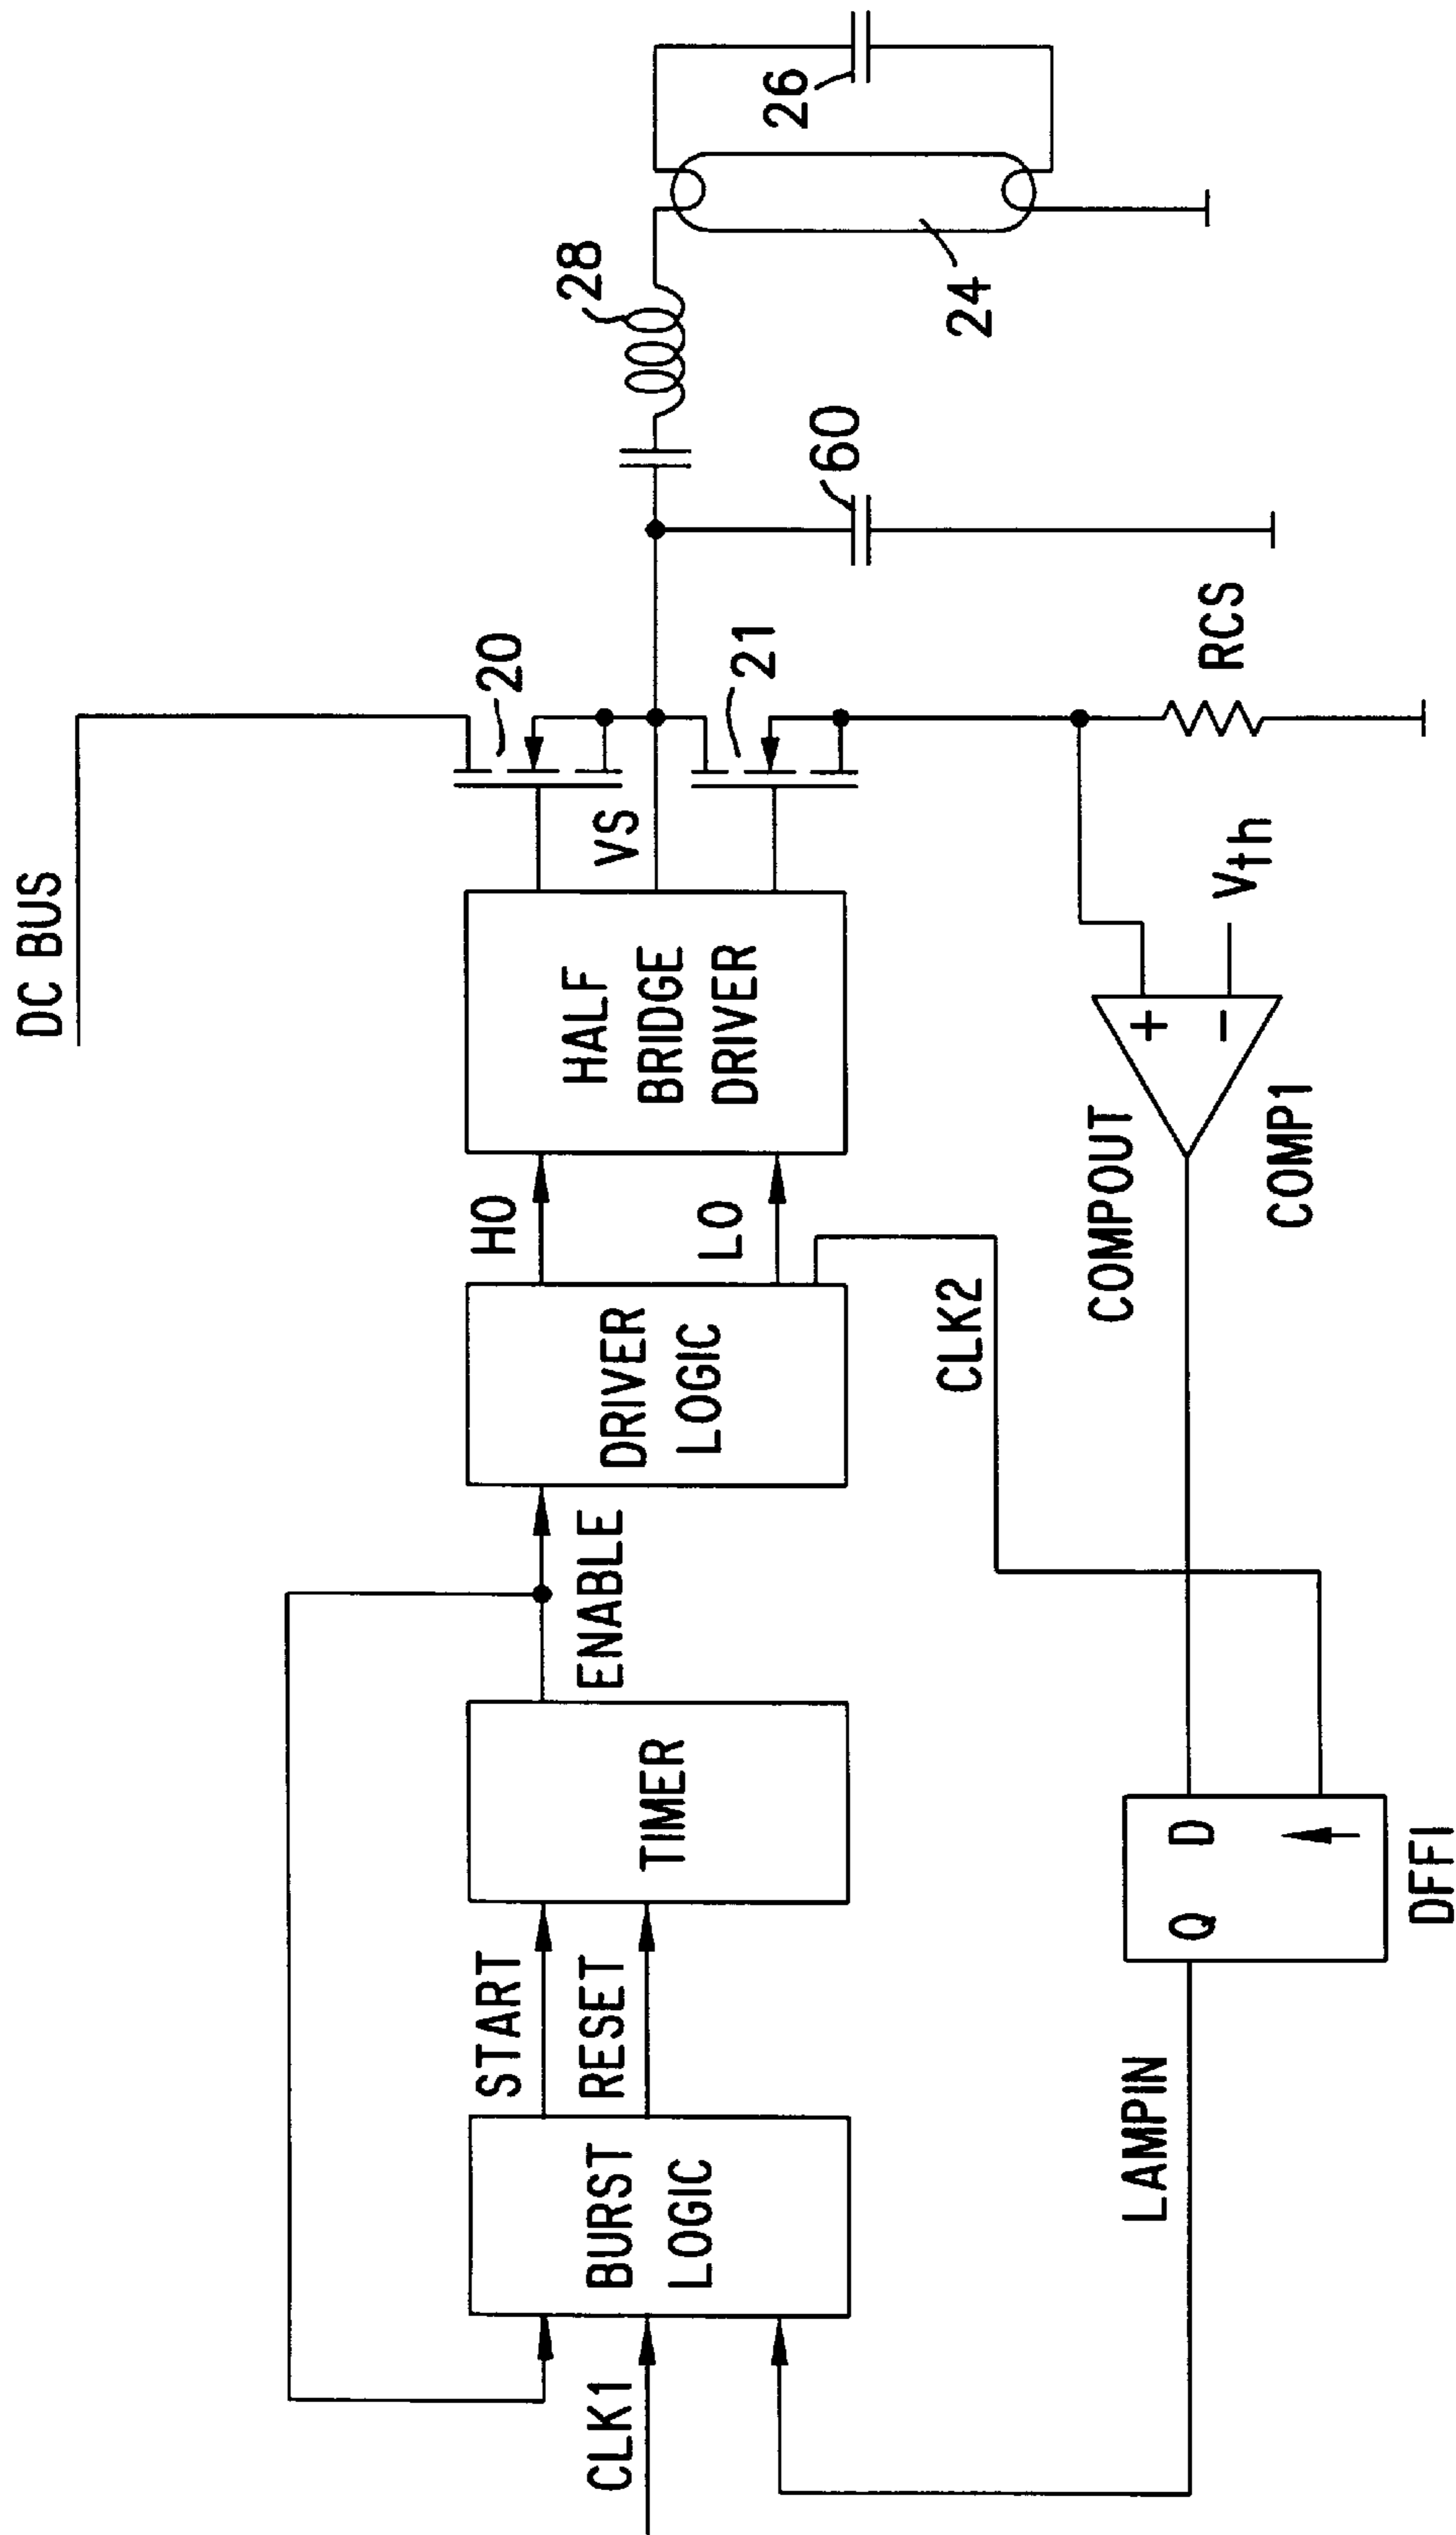 DC BUS
CLK1
BURST
LOGIC
START
RESET
TIMER
ENABLE
DRIVER
LOGIC
HO
LO
CLK2
HALF
BRIDGE
DRIVER
VS
20
21
28
26
24
60
RCS
Vth
+
-
COMPOUT
COMP1
LAMPIN
Q
D
DFF1